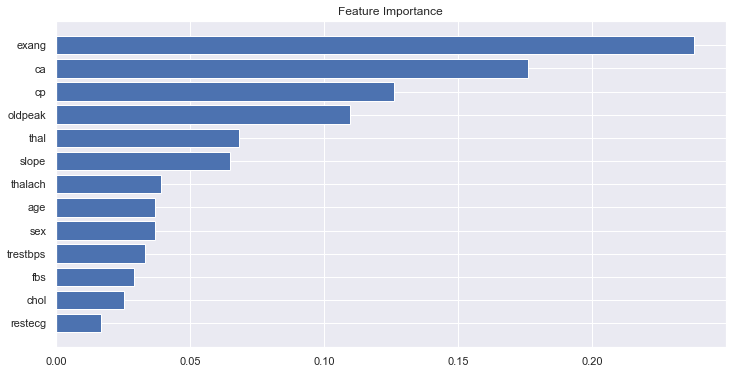 Feature Importance
exang
ca
cp
oldpeak
thal
slope
thalach
age
sex
trestbps
fbs
chol
restecg
0.00 0.05 0.10 0.15 0.20